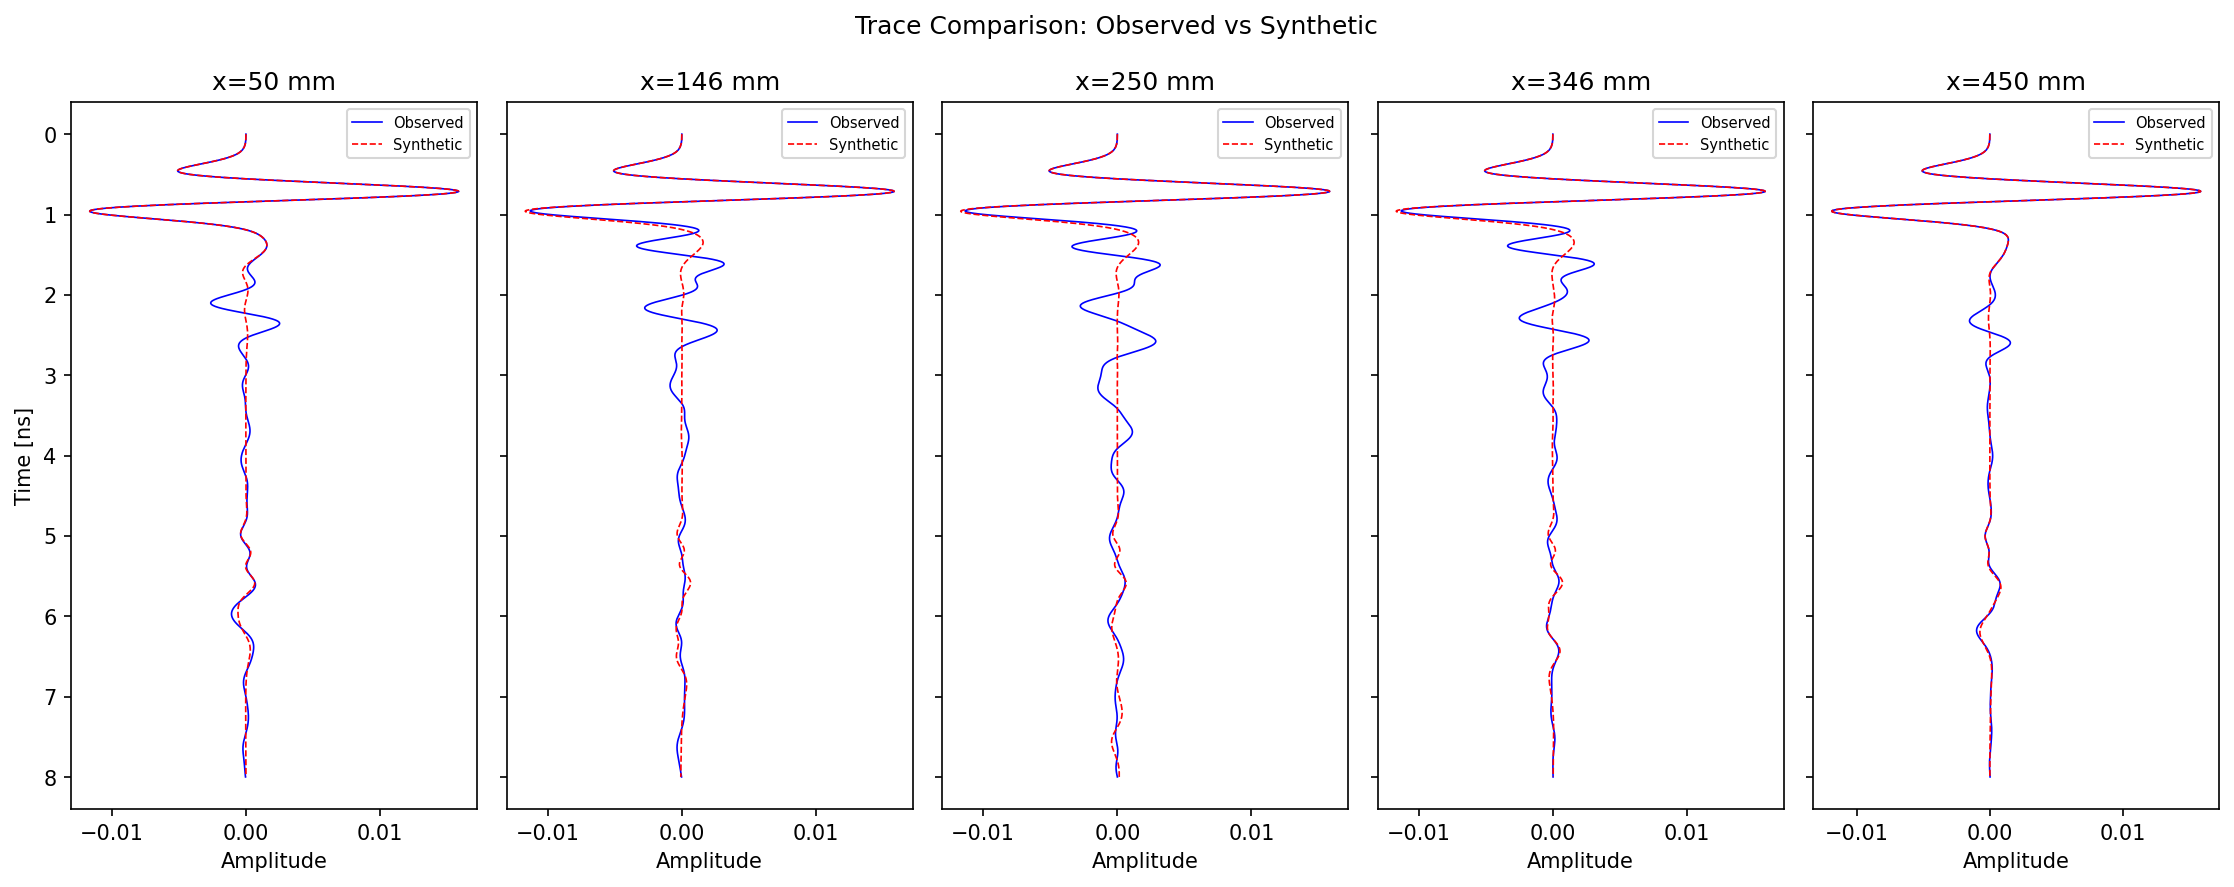 Trace Comparison: Observed vs Synthetic
x=50 mm
x=146 mm
x=250 mm
x=346 mm
x=450 mm
Observed
Synthetic
Observed
Synthetic
Observed
Synthetic
Observed
Synthetic
Observed
Synthetic
Time [ns]
0
1
2
3
4
5
6
7
8
−0.01 0.00 0.01
−0.01 0.00 0.01
−0.01 0.00 0.01
−0.01 0.00 0.01
−0.01 0.00 0.01
Amplitude
Amplitude
Amplitude
Amplitude
Amplitude